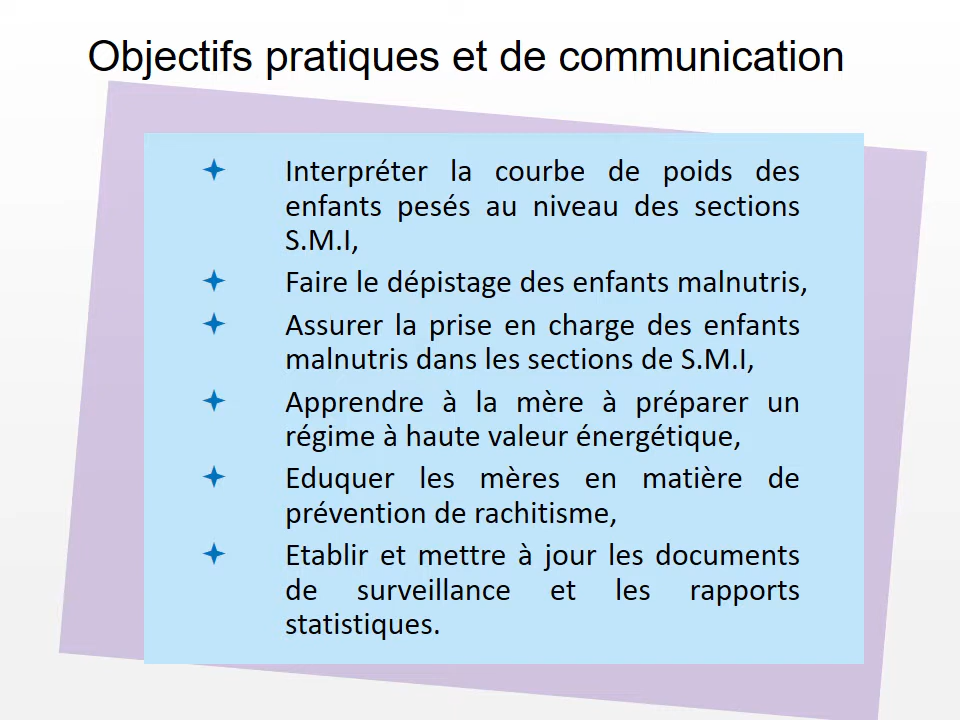 Objectifs pratiques et de communication
Interpréter la courbe de poids des
enfants pesés au niveau des sections
S.M.I,
Faire le dépistage des enfants malnutris,
Assurer la prise en charge des enfants
malnutris dans les sections de S.M.I,
Apprendre à la mère à préparer un
régime à haute valeur énergétique,
Eduquer les mères en matière de
prévention de rachitisme,
Etablir et mettre à jour les documents
de surveillance et les rapports
statistiques.